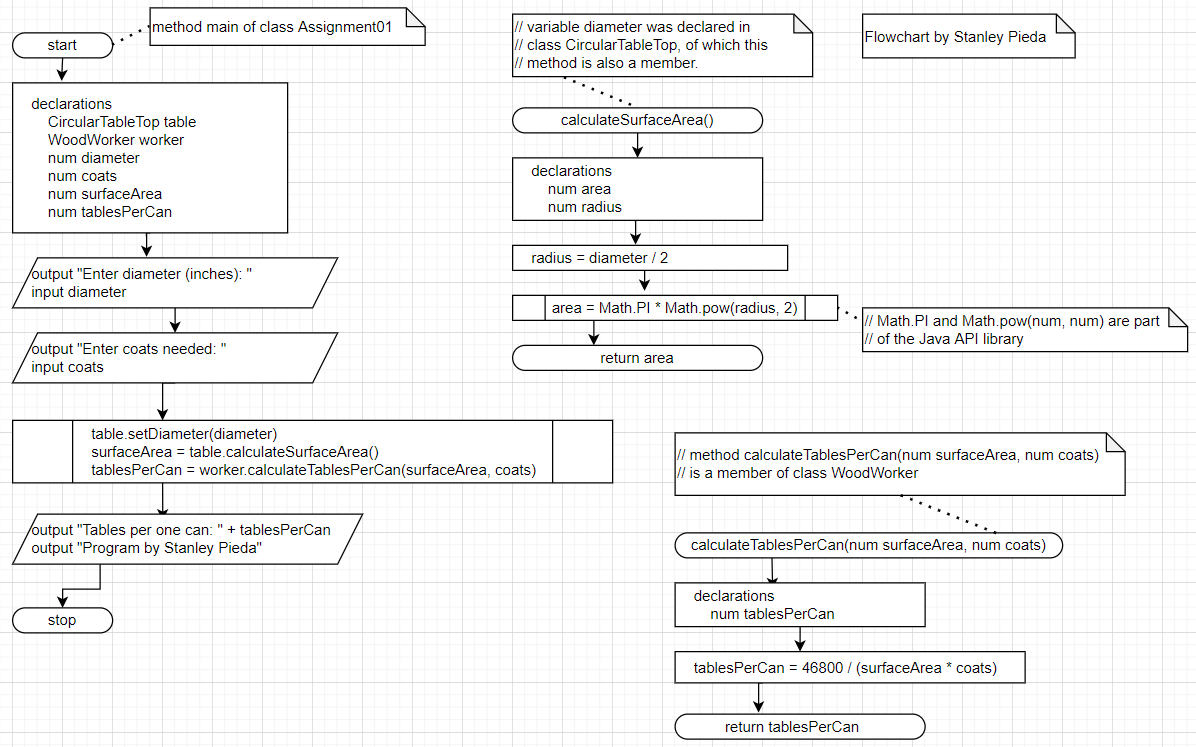 start
method main of class Assignment01
declarations
CircularTableTop table
WoodWorker worker
num diameter
num coats
num surfaceArea
num tablesPerCan
output "Enter diameter (inches): "
input diameter
output "Enter coats needed: "
input coats
table.setDiameter(diameter)
surfaceArea = table.calculateSurfaceArea()
tablesPerCan = worker.calculateTablesPerCan(surfaceArea, coats)
output "Tables per one can: " + tablesPerCan
output "Program by Stanley Pieda"
stop
// variable diameter was declared in
// class CircularTableTop, of which this
// method is also a member.
calculateSurfaceArea()
declarations
num area
num radius
radius = diameter / 2
area = Math.PI * Math.pow(radius, 2)
return area
Flowchart by Stanley Pieda
// Math.PI and Math.pow(num, num) are part
// of the Java API library
// method calculateTablesPerCan(num surfaceArea, num coats)
// is a member of class WoodWorker
calculateTablesPerCan(num surfaceArea, num coats)
declarations
num tablesPerCan
tablesPerCan = 46800 / (surfaceArea * coats)
return tablesPerCan